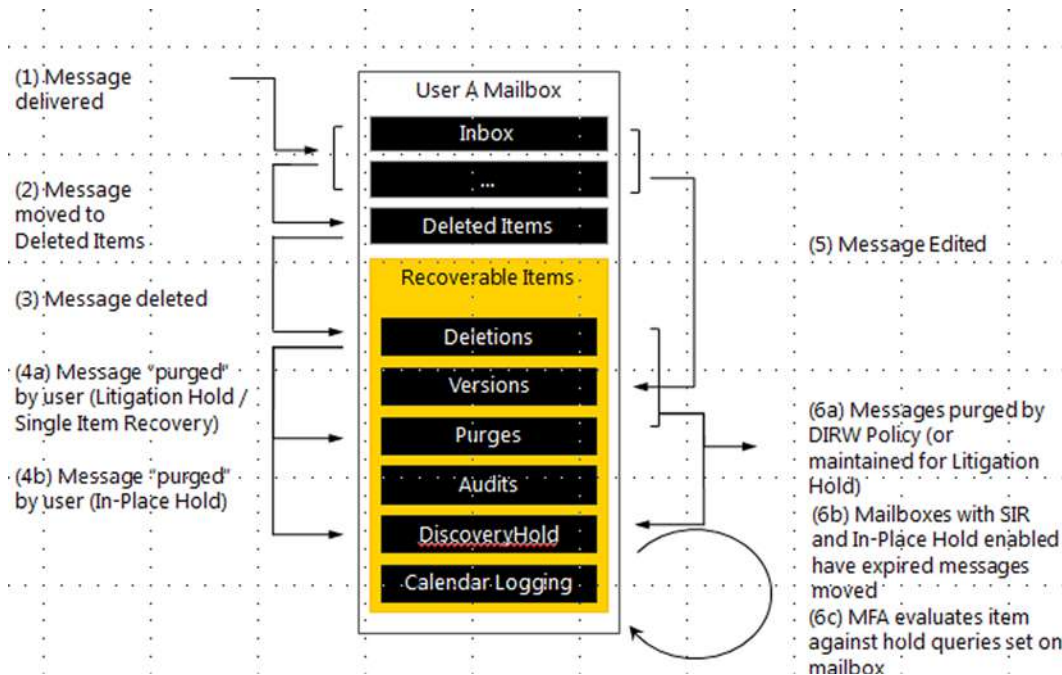 (1) Message
delivered
(2) Message
moved to
Deleted Items
(3) Message deleted
(4a) Message "purged"
by user (Litigation Hold /
Single Item Recovery)
(4b) Message "purged"
by user (In-Place Hold)
User A Mailbox
Inbox
...
Deleted Items
Recoverable Items
Deletions
Versions
Purges
Audits
DiscoveryHold
Calendar Logging
(5) Message Edited
(6a) Messages purged by
DIRW Policy (or
maintained for Litigation
Hold)
(6b) Mailboxes with SIR
and In-Place Hold enabled
have expired messages
moved
(6c) MFA evaluates item
against hold queries set on
mailbox